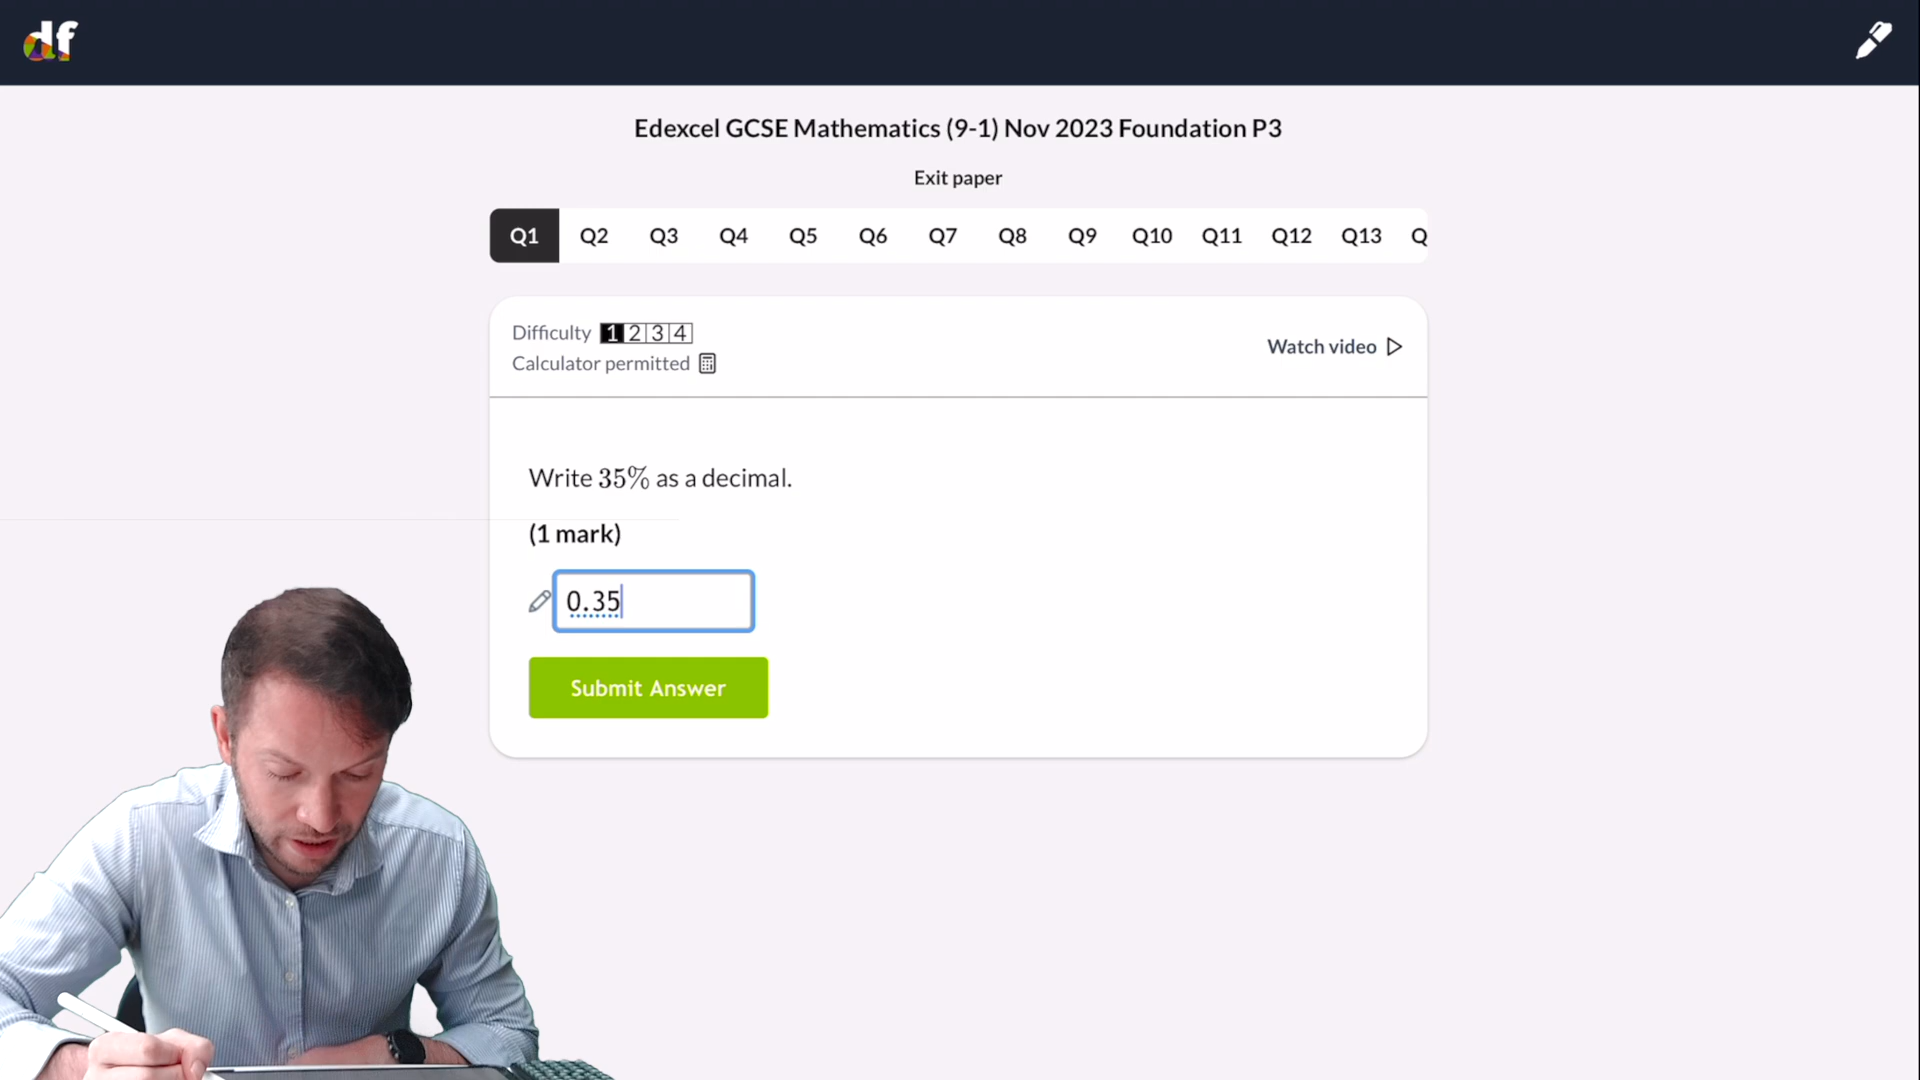 df
Edexcel GCSE Mathematics (9-1) Nov 2023 Foundation P3
Exit paper
Q1 Q2 Q3 Q4 Q5 Q6 Q7 Q8 Q9 Q10 Q11 Q12 Q13 Q
Difficulty 1 2 3 4
Watch video
Calculator permitted
Write 35% as a decimal.
(1 mark)
0.35
Submit Answer